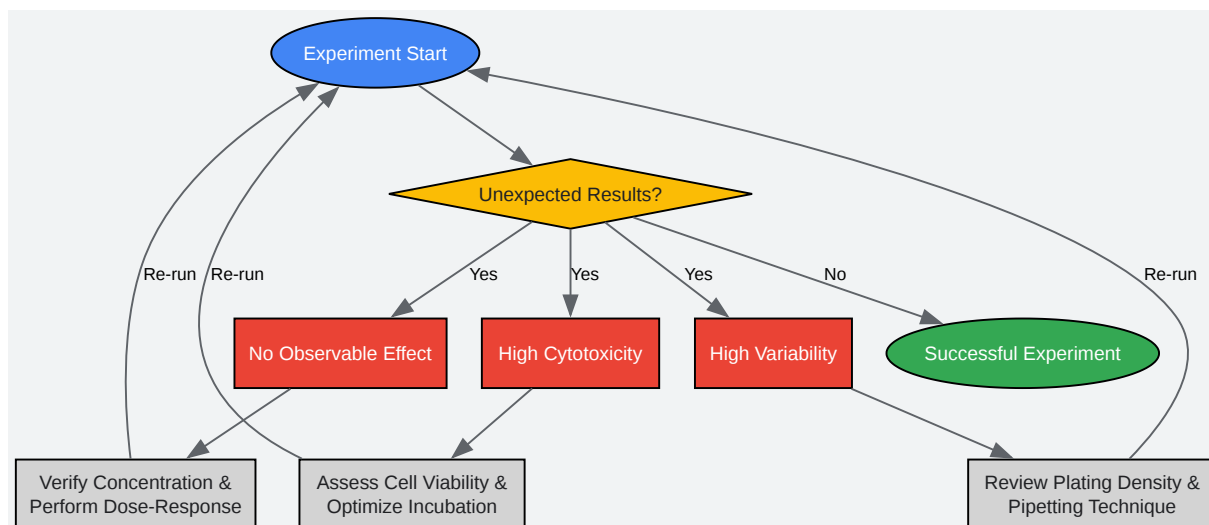 Experiment Start
Unexpected Results?
Re-run
Re-run
Yes
Yes
Yes
No
Re-run
No Observable Effect
High Cytotoxicity
High Variability
Successful Experiment
Verify Concentration &
Perform Dose-Response
Assess Cell Viability &
Optimize Incubation
Review Plating Density &
Pipetting Technique